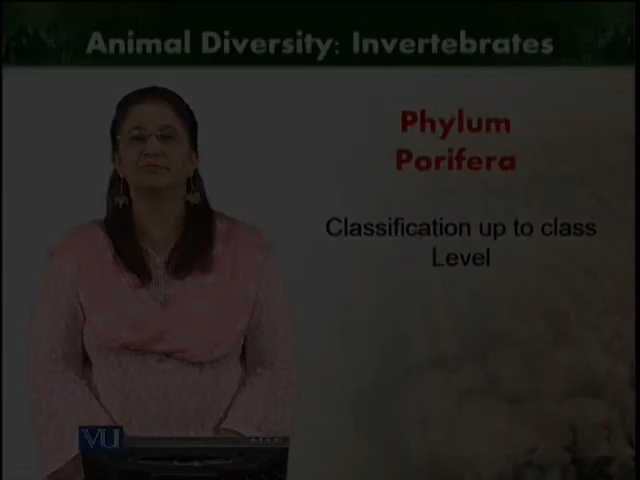 Animal Diversity: Invertebrates
Phylum
Porifera
Classification up to class
Level
VU